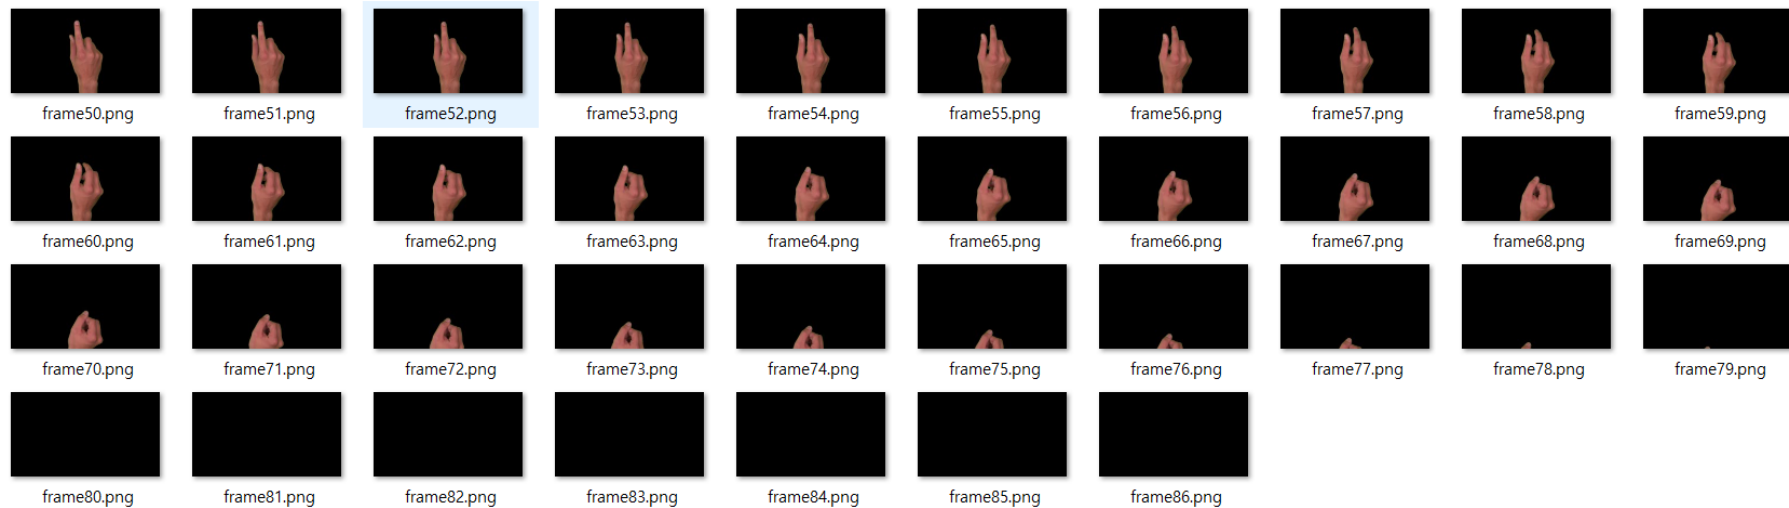 frame50.png frame51.png frame52.png frame53.png frame54.png frame55.png frame56.png frame57.png frame58.png frame59.png
frame60.png frame61.png frame62.png frame63.png frame64.png frame65.png frame66.png frame67.png frame68.png frame69.png
frame70.png frame71.png frame72.png frame73.png frame74.png frame75.png frame76.png frame77.png frame78.png frame79.png
frame80.png frame81.png frame82.png frame83.png frame84.png frame85.png frame86.png